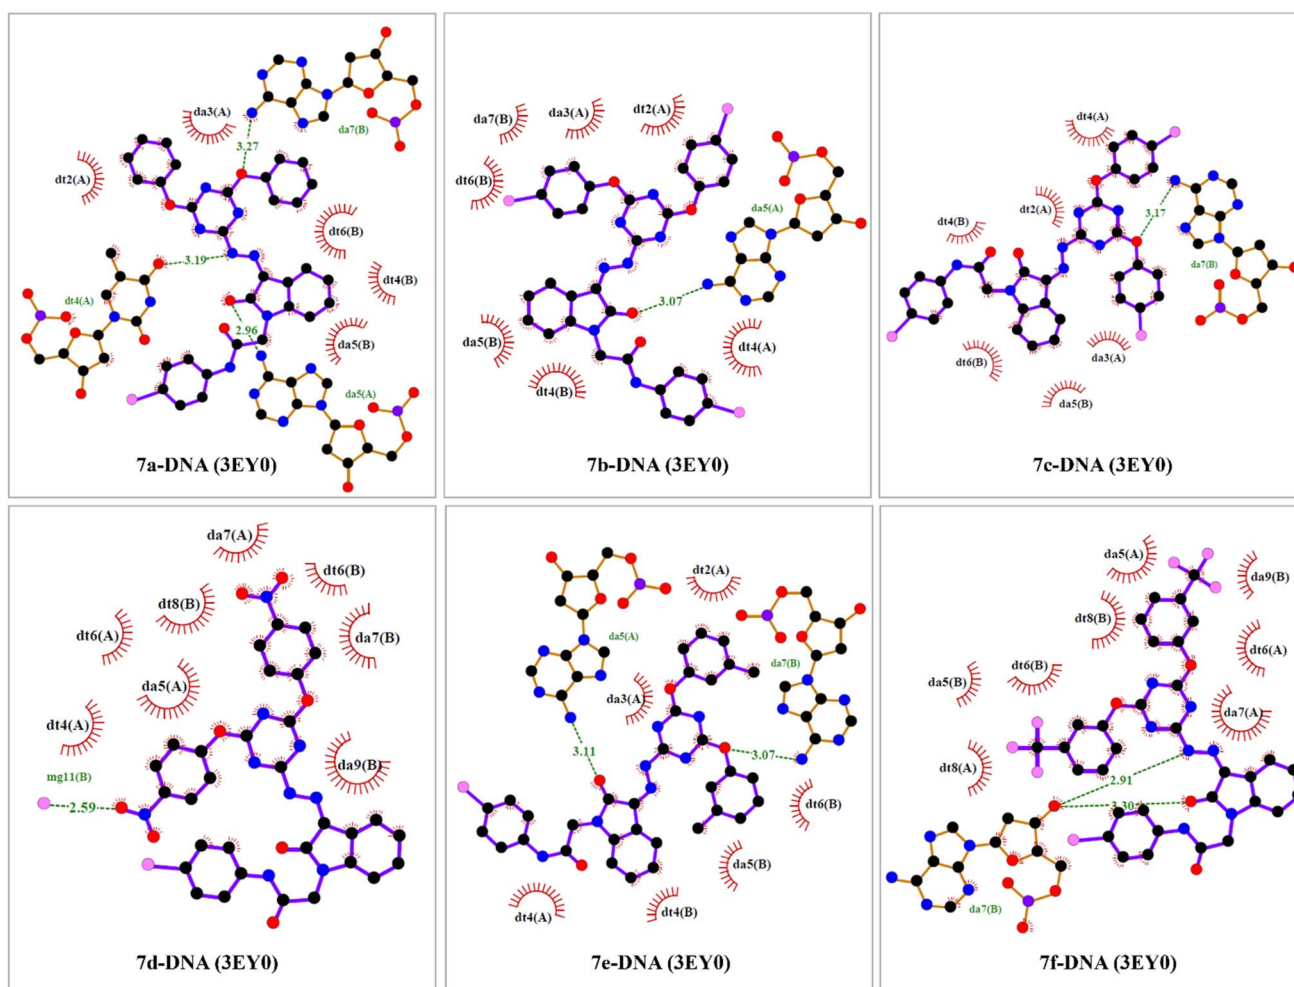 da3(A)
da7(B)
3.27
dt2(A)
dt6(B)
3.19
dt4(B)
dt4(A)
2.96
da5(B)
da5(A)
7a-DNA (3EY0)
dt2(A)
da3(A)
da7(B)
dt6(B)
da5(A)
3.07
da5(B)
dt4(A)
dt4(B)
7b-DNA (3EY0)
dt4(A)
dt2(A)
3.17
dt4(B)
da7(B)
da3(A)
dt6(B)
da5(B)
7c-DNA (3EY0)
da7(A)
dt6(B)
dt8(B)
dt6(A)
da7(B)
da5(A)
dt4(A)
da9(B)
mg11(B)
2.59
7d-DNA (3EY0)
dt2(A)
da5(A)
da7(B)
da3(A)
3.11
3.07
dt6(B)
da5(B)
dt4(A)
dt4(B)
7e-DNA (3EY0)
da5(A)
da9(B)
dt8(B)
dt6(A)
dt6(B)
da5(B)
da7(A)
dt8(A)
2.91
3.30
da7(B)
7f-DNA (3EY0)